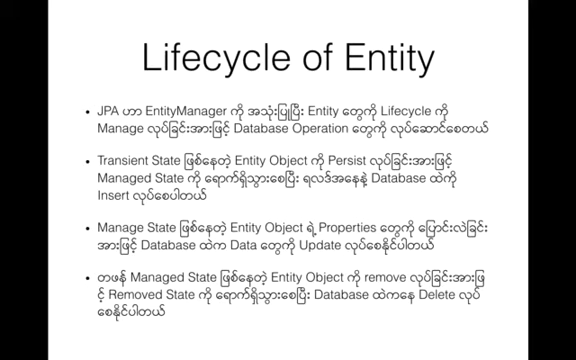 Lifecycle of Entity
• JPA ဟာ EntityManager ကို အသုံးပြုပြီး Entity တွေကို Lifecycle ကို
Manage လုပ်ခြင်းအားဖြင့် Database Operation တွေကို လုပ်ဆောင်စေတယ်
• Transient State ဖြစ်နေတဲ့ Entity Object ကို Persist လုပ်ခြင်းအားဖြင့်
Managed State ကို ရောက်ရှိသွားစေပြီး ရလဒ်အနေနဲ့ Database ထဲကို
Insert လုပ်စေပါတယ်
• Manage State ဖြစ်နေတဲ့ Entity Object ရဲ့ Properties တွေကို ပြောင်းလဲခြင်း
အားဖြင့် Database ထဲက Data တွေကို Update လုပ်စေနိုင်ပါတယ်
• တဖန် Managed State ဖြစ်နေတဲ့ Entity Object ကို remove လုပ်ခြင်းအားဖြ
င့် Removed State ကို ရောက်ရှိသွားစေပြီး Database ထဲကနေ Delete လုပ်
စေနိုင်ပါတယ်